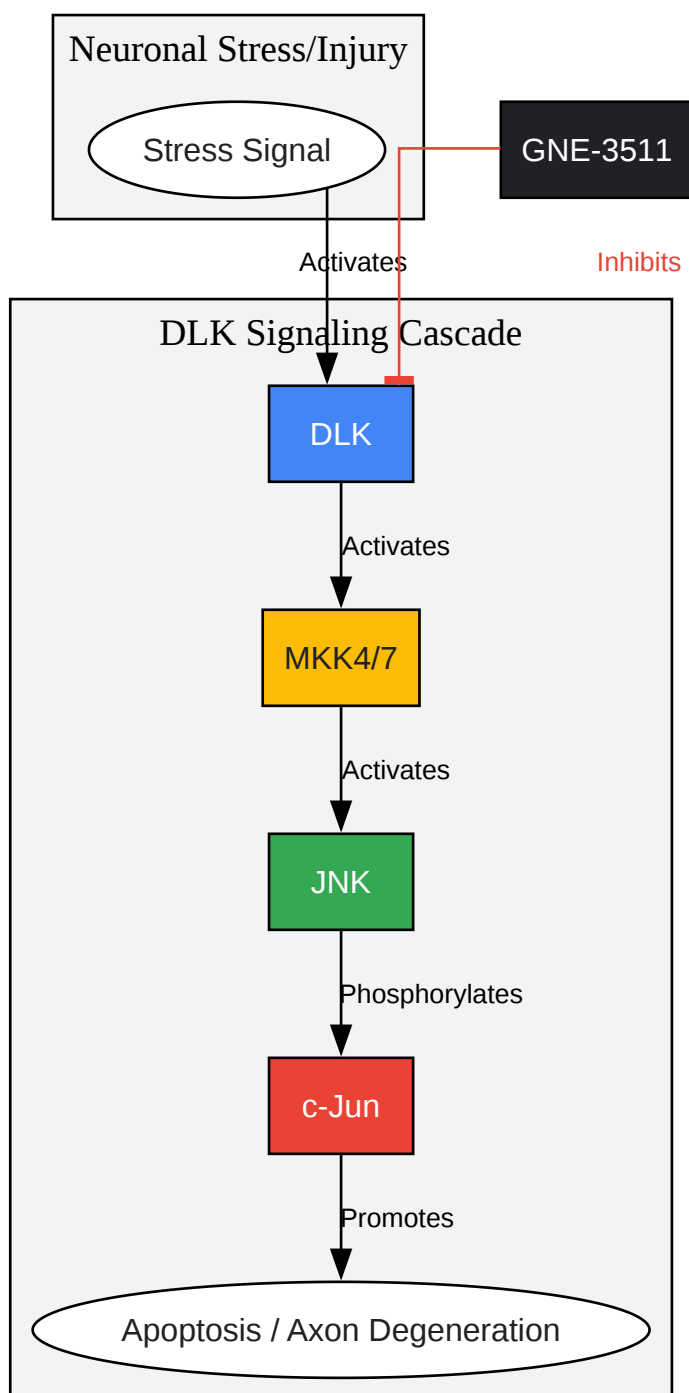 Neuronal Stress/Injury
Stress Signal
GNE-3511
Activates
Inhibits
DLK Signaling Cascade
DLK
Activates
MKK4/7
Activates
JNK
Phosphorylates
c-Jun
Promotes
Apoptosis / Axon Degeneration